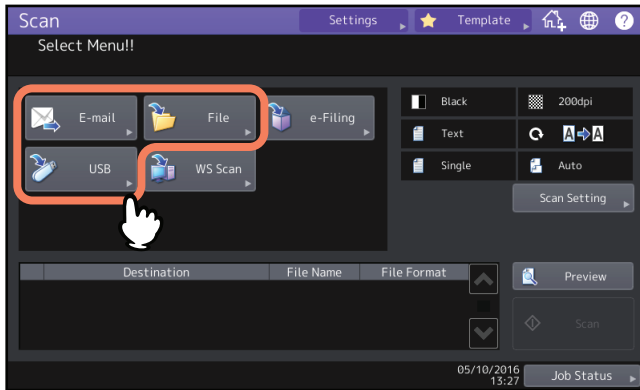 Scan Settings Template ?
Select Menu!!
E-mail File e-Filing
USB WS Scan
Black 200dpi
Text A A
Single Auto
Scan Setting
Destination File Name File Format
Preview
Scan
05/10/2016
13:27
Job Status